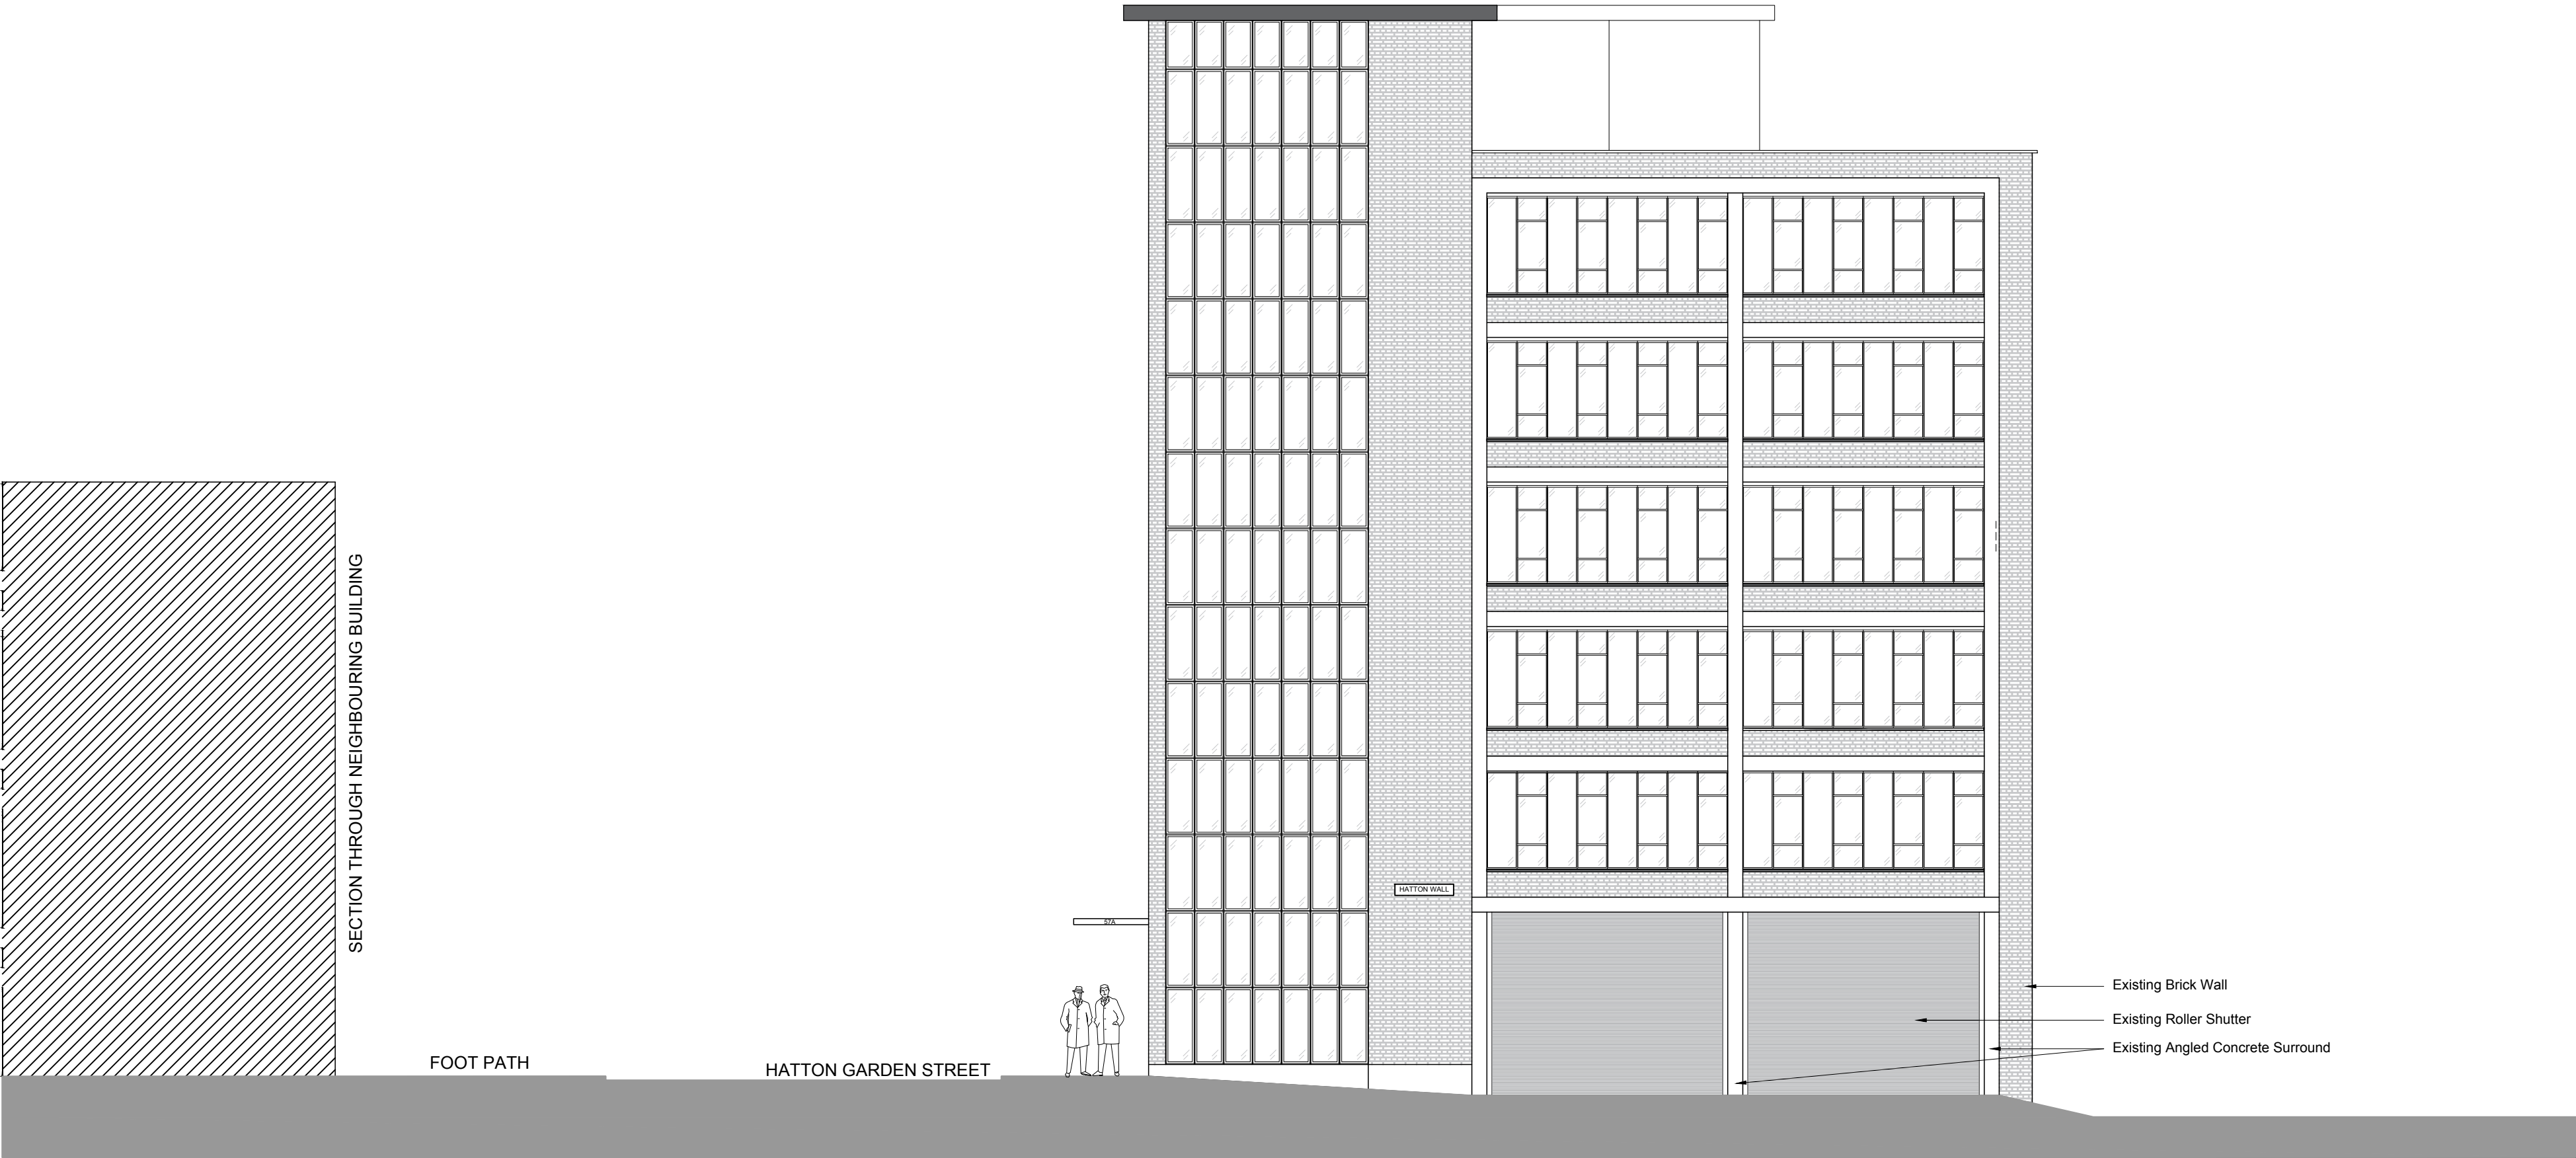 SECTION THROUGH NEIGHBOURING BUILDING
FOOT PATH
HATTON GARDEN STREET
57A
HATTON WALL
Existing Brick Wall
Existing Roller Shutter
Existing Angled Concrete Surround